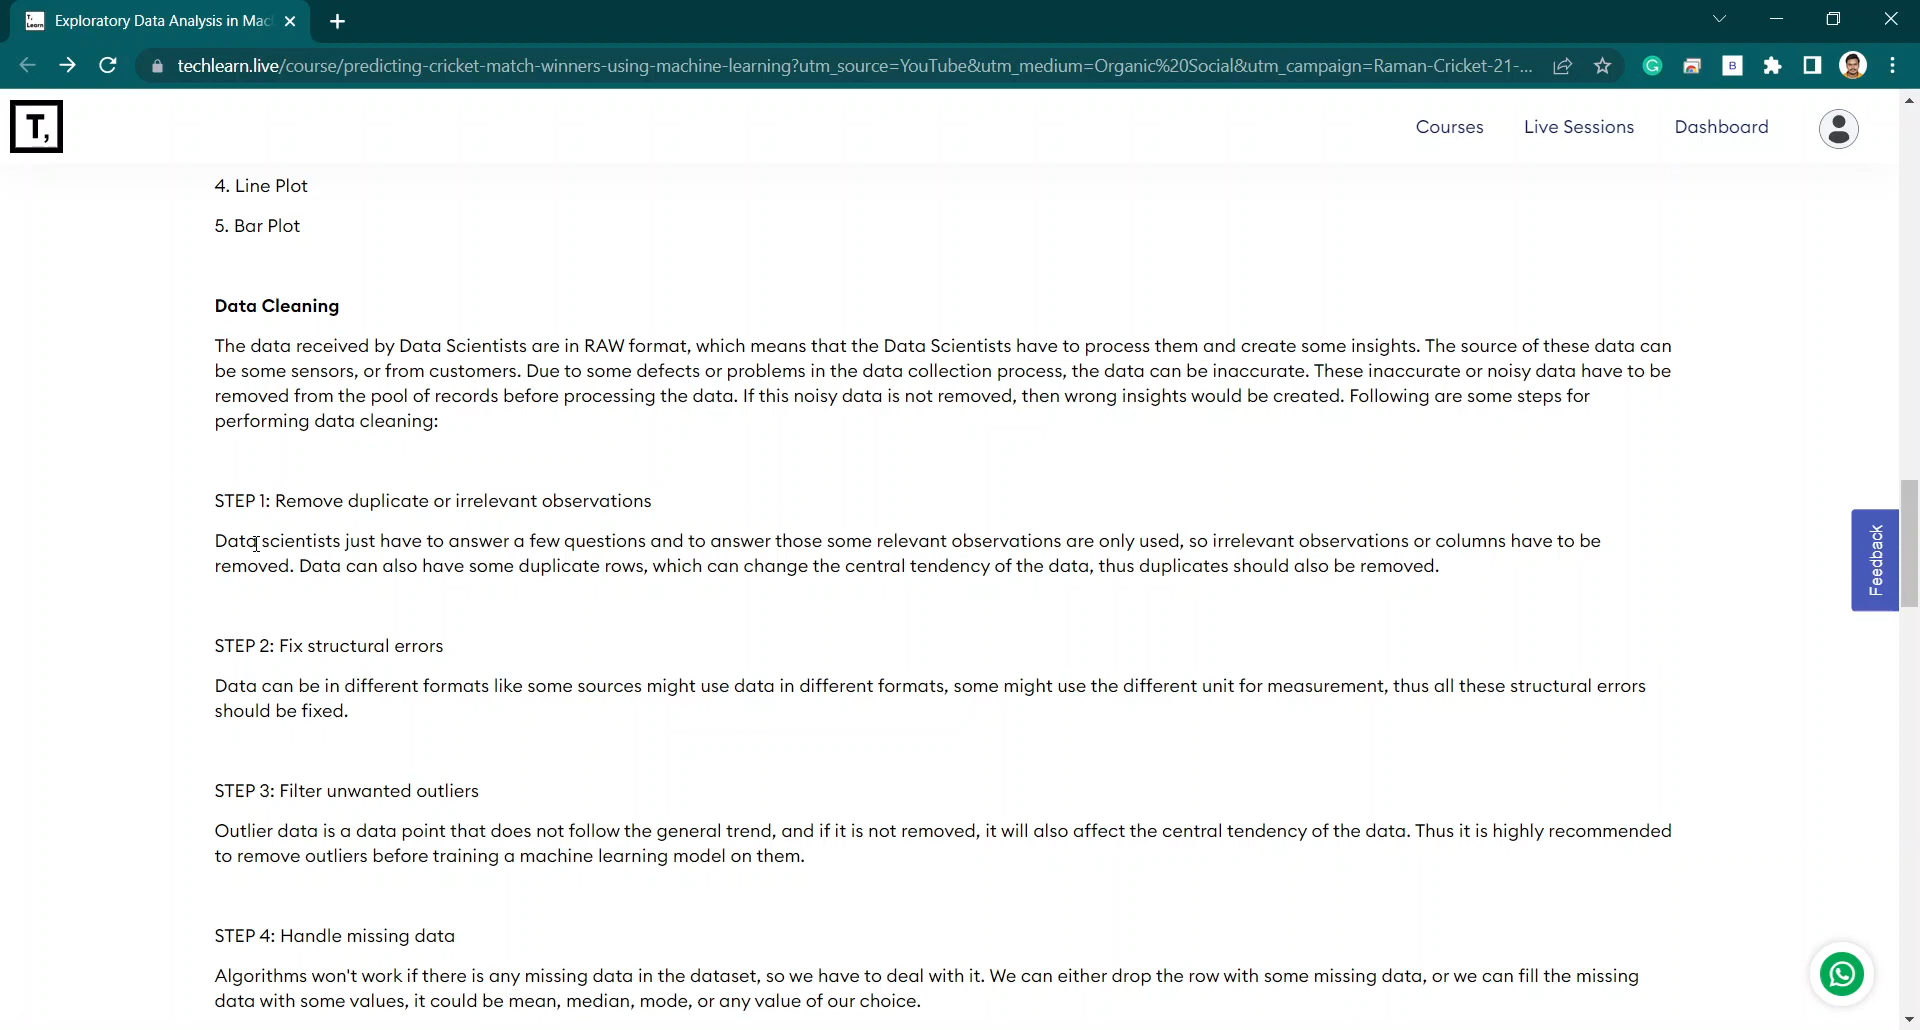 T, Learn
Exploratory Data Analysis in Mac
techlearn.live/course/predicting-cricket-match-winners-using-machine-learning?utm_source=YouTube&utm_medium=Organic%20Social&utm_campaign=Raman-Cricket-21-...
B
T,
Courses
Live Sessions
Dashboard
4. Line Plot
5. Bar Plot
Data Cleaning
The data received by Data Scientists are in RAW format, which means that the Data Scientists have to process them and create some insights. The source of these data can
be some sensors, or from customers. Due to some defects or problems in the data collection process, the data can be inaccurate. These inaccurate or noisy data have to be
removed from the pool of records before processing the data. If this noisy data is not removed, then wrong insights would be created. Following are some steps for
performing data cleaning:
STEP 1: Remove duplicate or irrelevant observations
Data scientists just have to answer a few questions and to answer those some relevant observations are only used, so irrelevant observations or columns have to be
removed. Data can also have some duplicate rows, which can change the central tendency of the data, thus duplicates should also be removed.
Feedback
STEP 2: Fix structural errors
Data can be in different formats like some sources might use data in different formats, some might use the different unit for measurement, thus all these structural errors
should be fixed.
STEP 3: Filter unwanted outliers
Outlier data is a data point that does not follow the general trend, and if it is not removed, it will also affect the central tendency of the data. Thus it is highly recommended
to remove outliers before training a machine learning model on them.
STEP 4: Handle missing data
Algorithms won't work if there is any missing data in the dataset, so we have to deal with it. We can either drop the row with some missing data, or we can fill the missing
data with some values, it could be mean, median, mode, or any value of our choice.